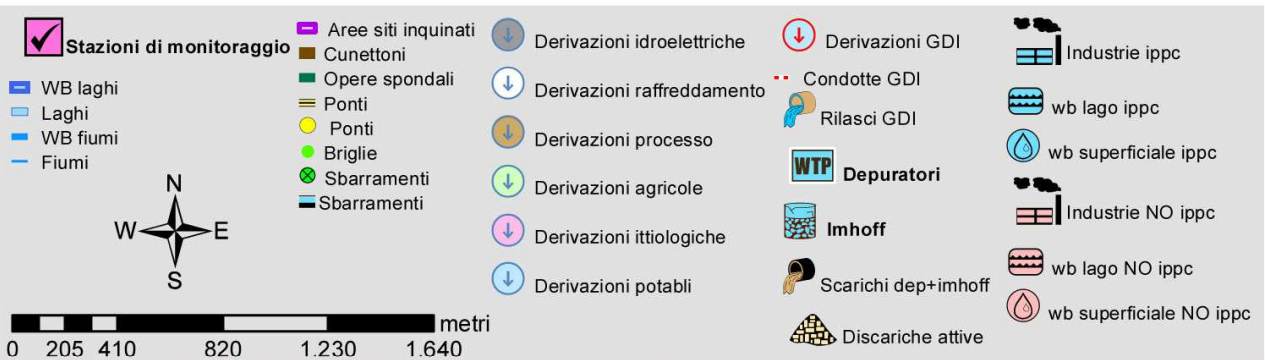 Stazioni di monitoraggio
WB laghi
Laghi
WB fiumi
Fiumi
N
W
E
S
metri
0 205 410 820 1.230 1.640
Aree siti inquinati
Cunettoni
Opere spondali
Ponti
Ponti
Briglie
Sbarramenti
Sbarramenti
Derivazioni idroelettriche
Derivazioni raffreddamento
Derivazioni processo
Derivazioni agricole
Derivazioni ittiologiche
Derivazioni potabili
Derivazioni GDI
Condotte GDI
Rilasci GDI
WTP Depuratori
Imhoff
Scarichi dep+imhoff
Discariche attive
Industrie ippc
wb lago ippc
wb superficiale ippc
Industrie NO ippc
wb lago NO ippc
wb superficiale NO ippc